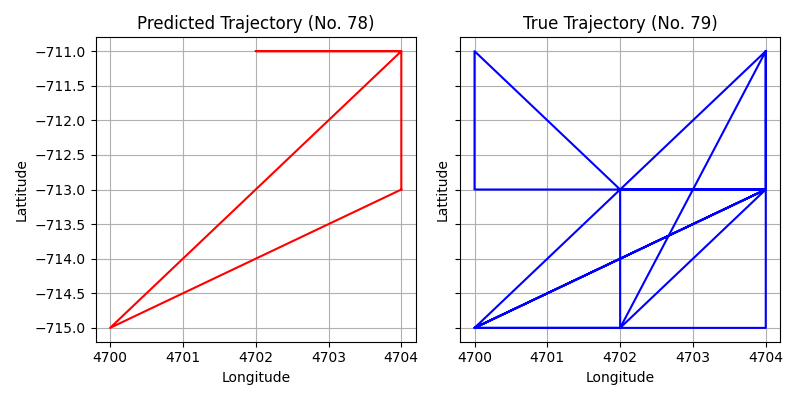 Predicted Trajectory (No. 78)
True Trajectory (No. 79)
−711.0
−711.5
−712.0
−712.5
−713.0
−713.5
−714.0
−714.5
−715.0
Lattitude
Lattitude
4700 4701 4702 4703 4704
4700 4701 4702 4703 4704
Longitude
Longitude